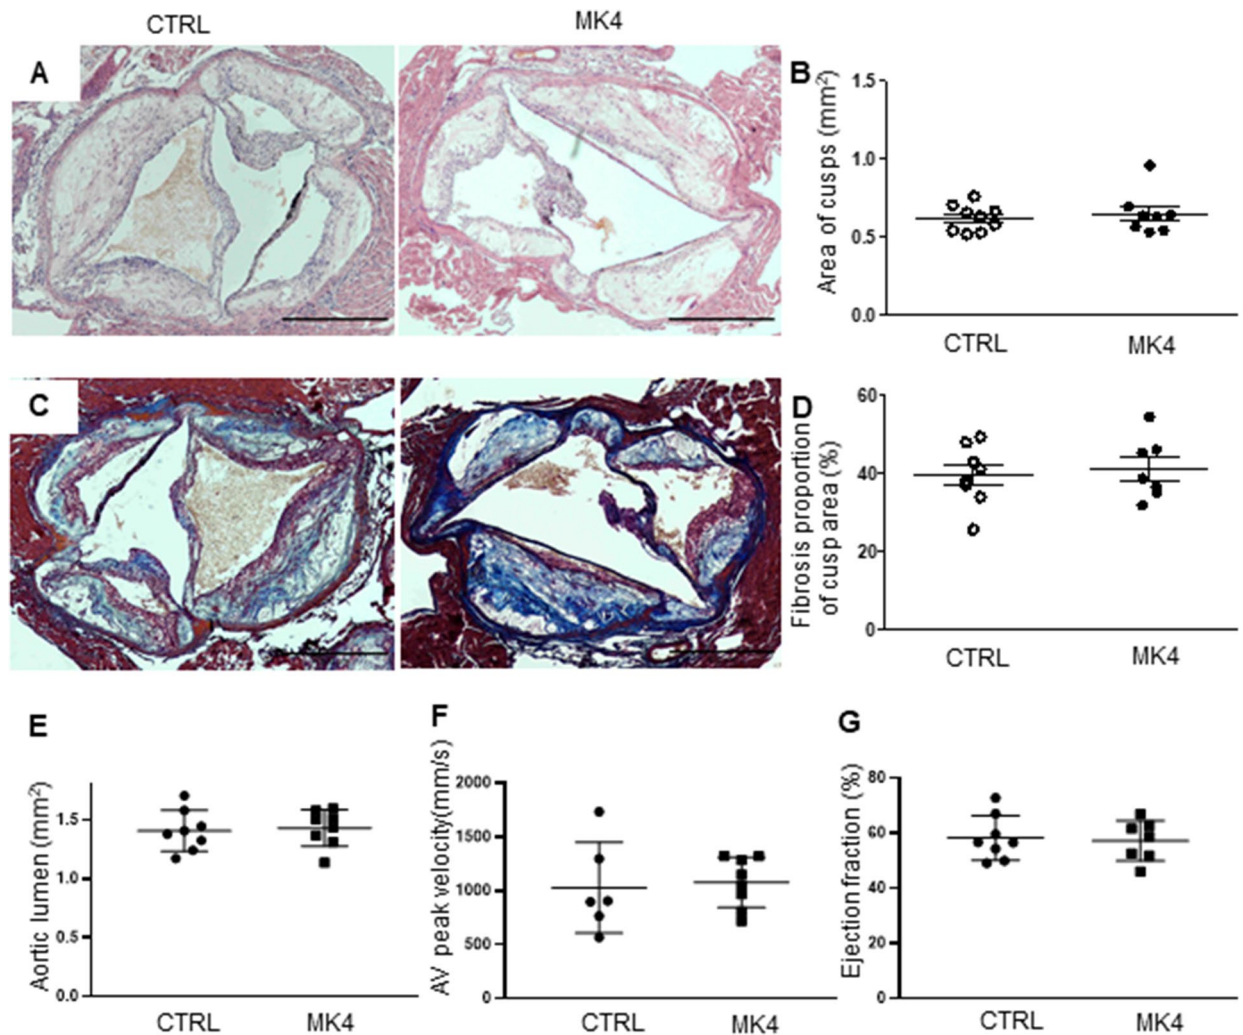 CTRL
MK4
A
B
Area of cusps (mm²)
1.5
1.0
0.5
0.0
CTRL
MK4
C
D
Fibrosis proportion
of cusp area (%)
60
40
20
0
CTRL
MK4
E
Aortic lumen (mm²)
1.5
1.0
0.5
0.0
CTRL
MK4
F
AV peak velocity(mm/s)
2000
1500
1000
500
0
CTRL
MK4
G
Ejection fraction (%)
80
60
40
20
0
CTRL
MK4